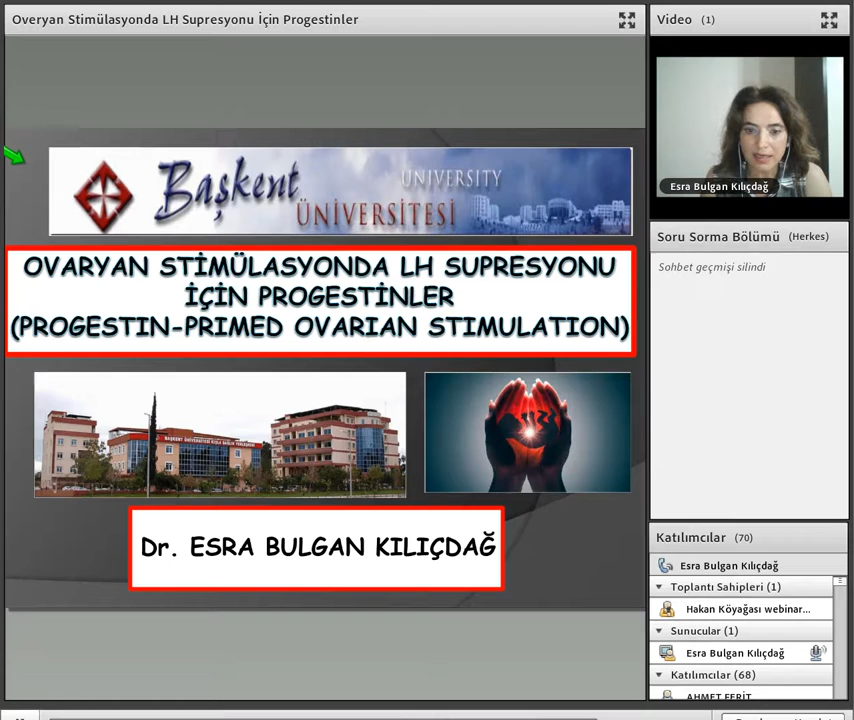 Overyan Stimülasyonda LH Supresyonu İçin Progestinler
Başkent UNIVERSITY
ÜNİVERSİTESİ
OVARYAN STİMÜLASYONDA LH SUPRESYONU
İÇİN PROGESTİNLER
(PROGESTIN-PRIMED OVARIAN STIMULATION)
Dr. ESRA BULGAN KILIÇDAĞ
Video (1)
Esra Bulgan Kılıçdağ
Soru Sorma Bölümü (Herkes)
Sohbet geçmişi silindi
Katılımcılar (70)
Esra Bulgan Kılıçdağ
Toplantı Sahipleri (1)
Hakan Köyağası webinar...
Sunucular (1)
Esra Bulgan Kılıçdağ
Katılımcılar (68)
AHMET FERİT